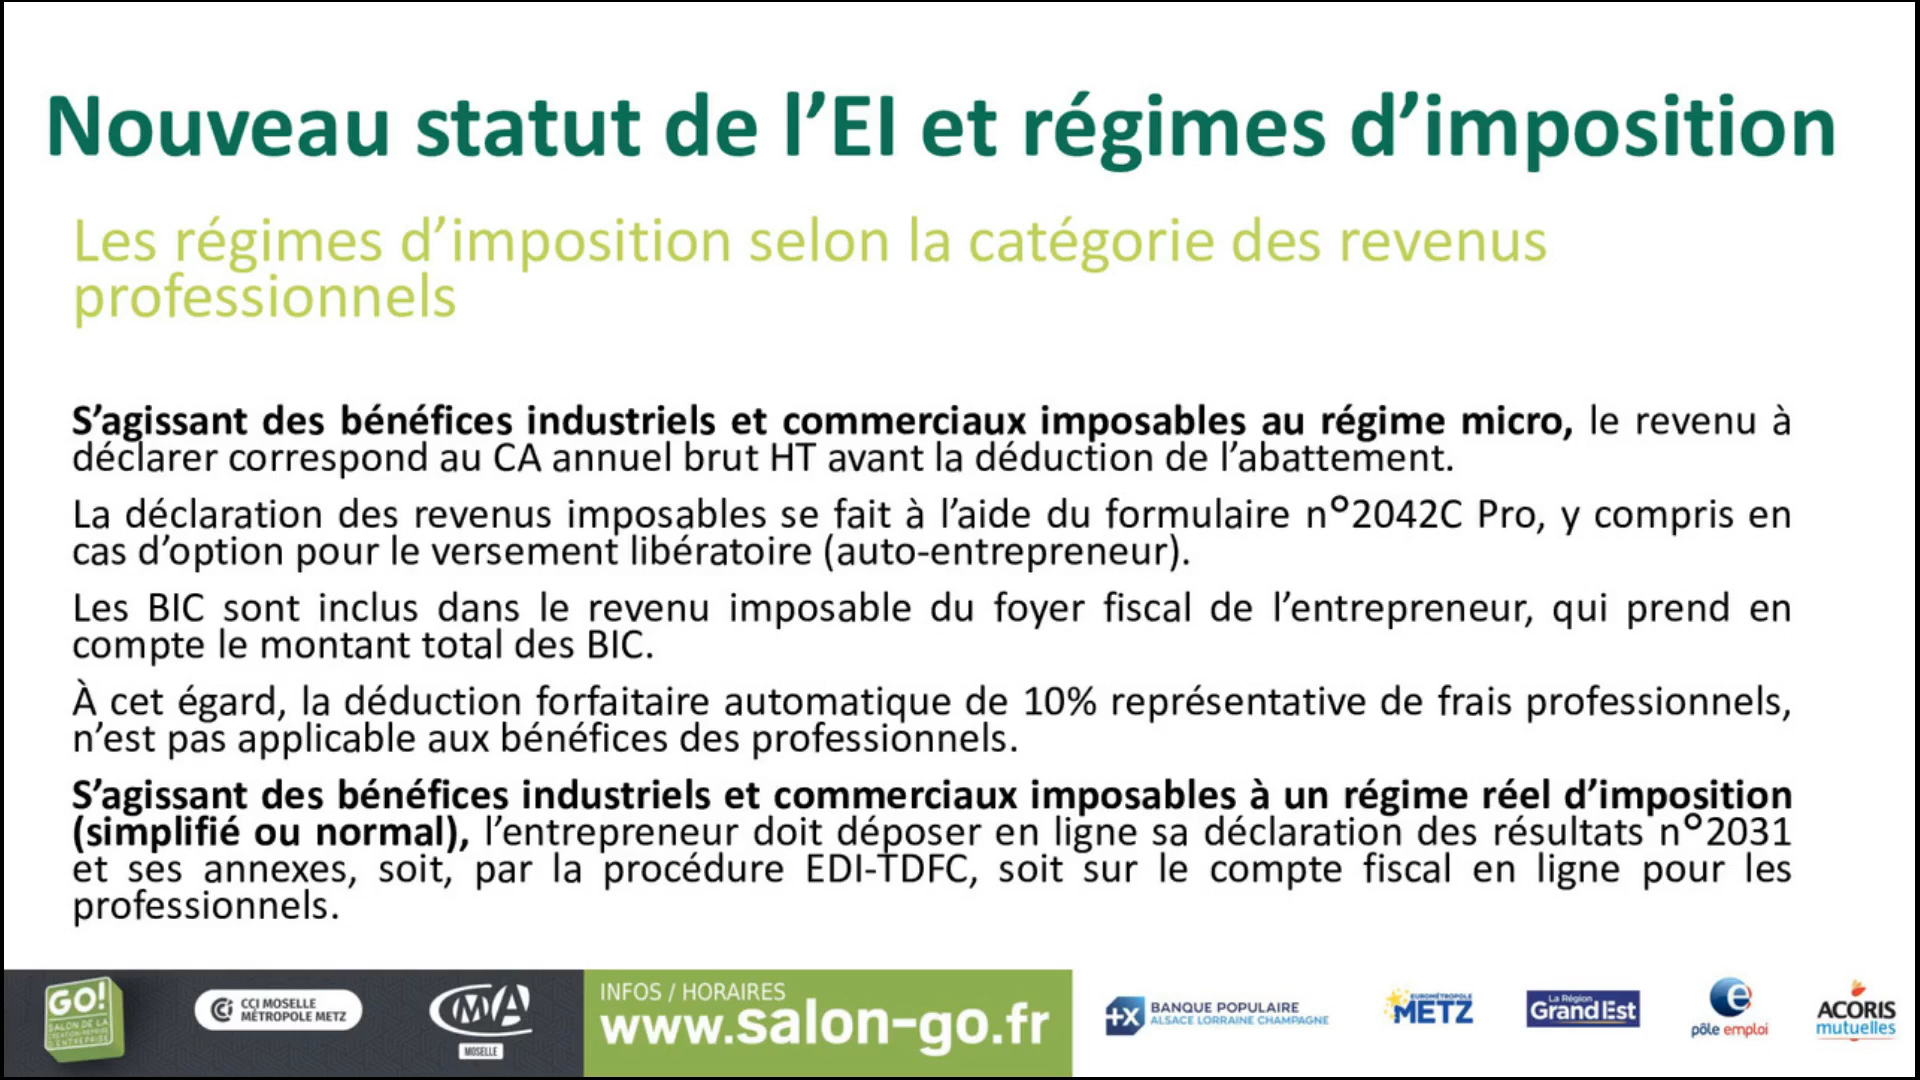 Nouveau statut de l’EI et régimes d’imposition
Les régimes d’imposition selon la catégorie des revenus
professionnels
S’agissant des bénéfices industriels et commerciaux imposables au régime micro, le revenu à
déclarer correspond au CA annuel brut HT avant la déduction de l’abattement.
La déclaration des revenus imposables se fait à l’aide du formulaire n°2042C Pro, y compris en
cas d’option pour le versement libératoire (auto-entrepreneur).
Les BIC sont inclus dans le revenu imposable du foyer fiscal de l’entrepreneur, qui prend en
compte le montant total des BIC.
À cet égard, la déduction forfaitaire automatique de 10% représentative de frais professionnels,
n’est pas applicable aux bénéfices des professionnels.
S’agissant des bénéfices industriels et commerciaux imposables à un régime réel d’imposition
(simplifié ou normal), l’entrepreneur doit déposer en ligne sa déclaration des résultats n°2031
et ses annexes, soit, par la procédure EDI-TDFC, soit sur le compte fiscal en ligne pour les
professionnels.
GO!
SALON DE LA
CRÉATION REPRISE
D'ENTREPRISE
CCI MOSELLE
MÉTROPOLE METZ
CMA
MOSELLE
INFOS / HORAIRES
www.salon-go.fr
+X BANQUE POPULAIRE
ALSACE LORRAINE CHAMPAGNE
EUROMÉTROPOLE
METZ
La Région
Grand Est
pôle emploi
ACORIS
mutuelles